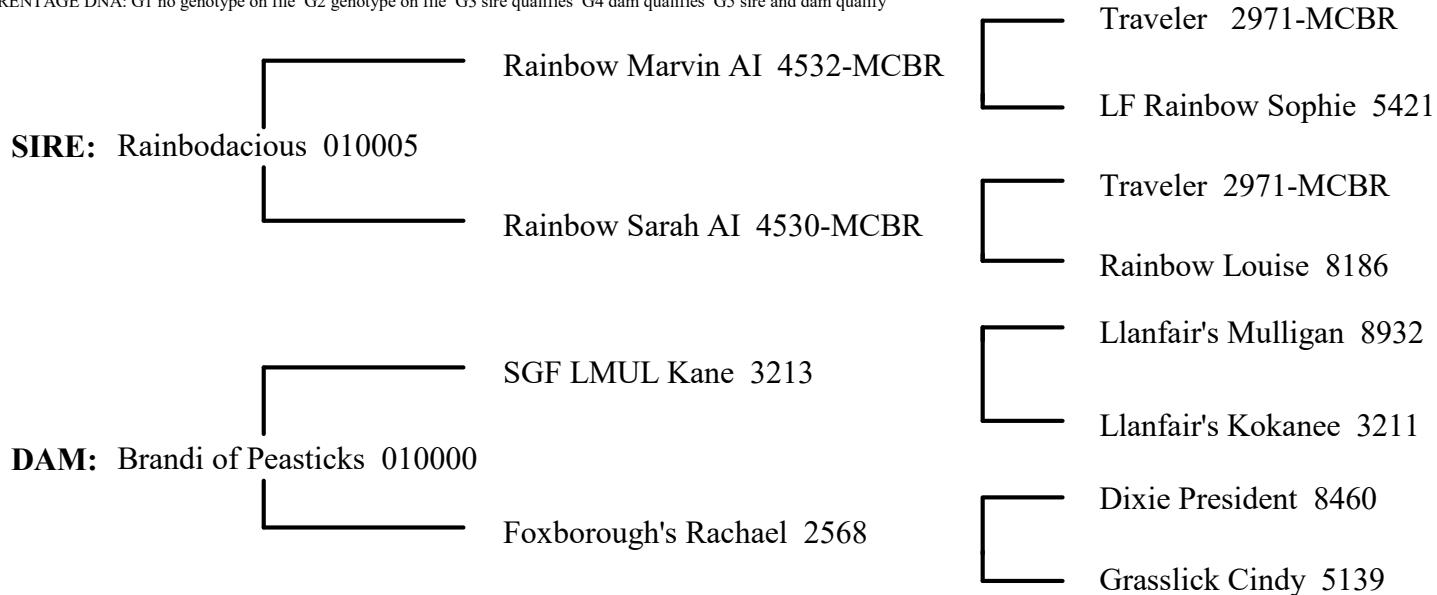 RENTAGE DNA: G1 no genotype on file G2 genotype on file G3 sire qualifies G4 dam qualifies G5 sire and dam qualify
Traveler 2971-MCBR
Rainbow Marvin AI 4532-MCBR
LF Rainbow Sophie 5421
SIRE: Rainbodacious 010005
Traveler 2971-MCBR
Rainbow Sarah AI 4530-MCBR
Rainbow Louise 8186
Llanfair's Mulligan 8932
SGF LMUL Kane 3213
Llanfair's Kokanee 3211
DAM: Brandi of Peasticks 010000
Dixie President 8460
Foxborough's Rachael 2568
Grasslick Cindy 5139